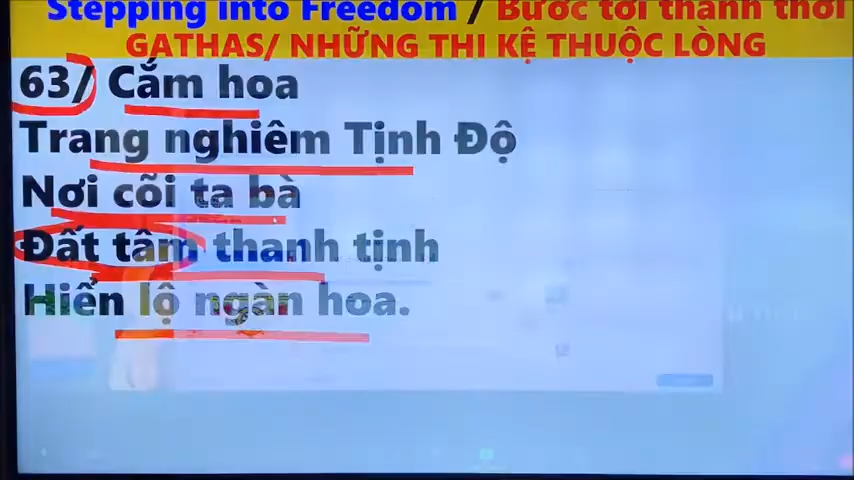 Stepping into Freedom / Bước tới thảnh thơi
GATHAS/ NHỮNG THI KỆ THUỘC LÒNG
63/ Cắm hoa
Trang nghiêm Tịnh Độ
Nơi cõi ta bà
Đất tâm thanh tịnh
Hiển lộ ngàn hoa.